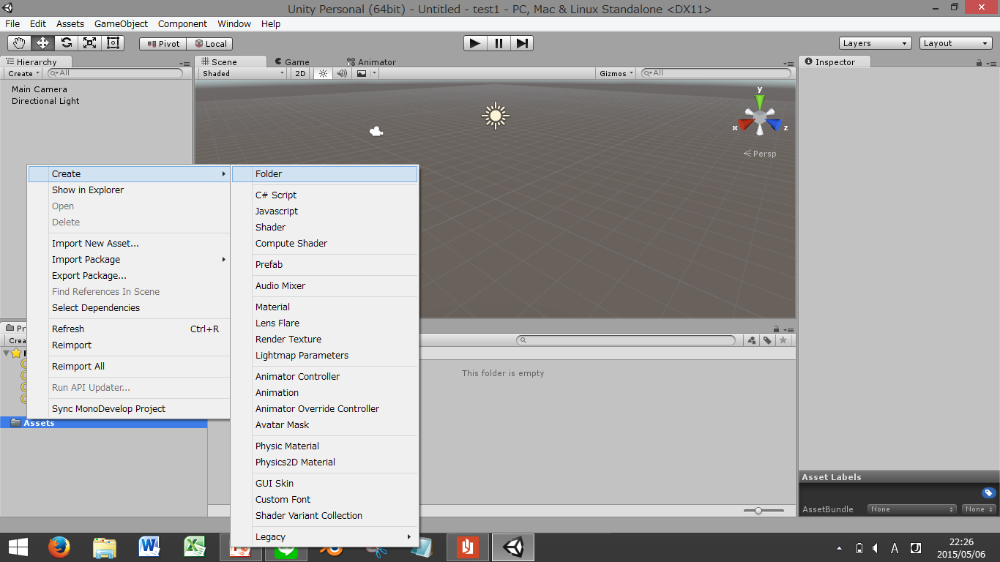 Unity Personal (64bit) - Untitled - test1 - PC, Mac & Linux Standalone <DX11>
File Edit Assets GameObject Component Window Help
Pivot Local Layers Layout
Hierarchy
Create All
Main Camera
Directional Light
Scene Game Animator
Shaded 2D Gizmos All
y
x z
Persp
Inspector
Create
Show in Explorer
Open
Delete
Import New Asset...
Import Package
Export Package...
Find References In Scene
Select Dependencies
Refresh Ctrl+R
Reimport
Reimport All
Run API Updater...
Sync MonoDevelop Project
Folder
C# Script
Javascript
Shader
Compute Shader
Prefab
Audio Mixer
Material
Lens Flare
Render Texture
Lightmap Parameters
Animator Controller
Animation
Animator Override Controller
Avatar Mask
Physic Material
Physics2D Material
GUI Skin
Custom Font
Shader Variant Collection
Legacy
Pr
Crea
Assets
This folder is empty
Asset Labels
AssetBundle None None
A
22:26
2015/05/06